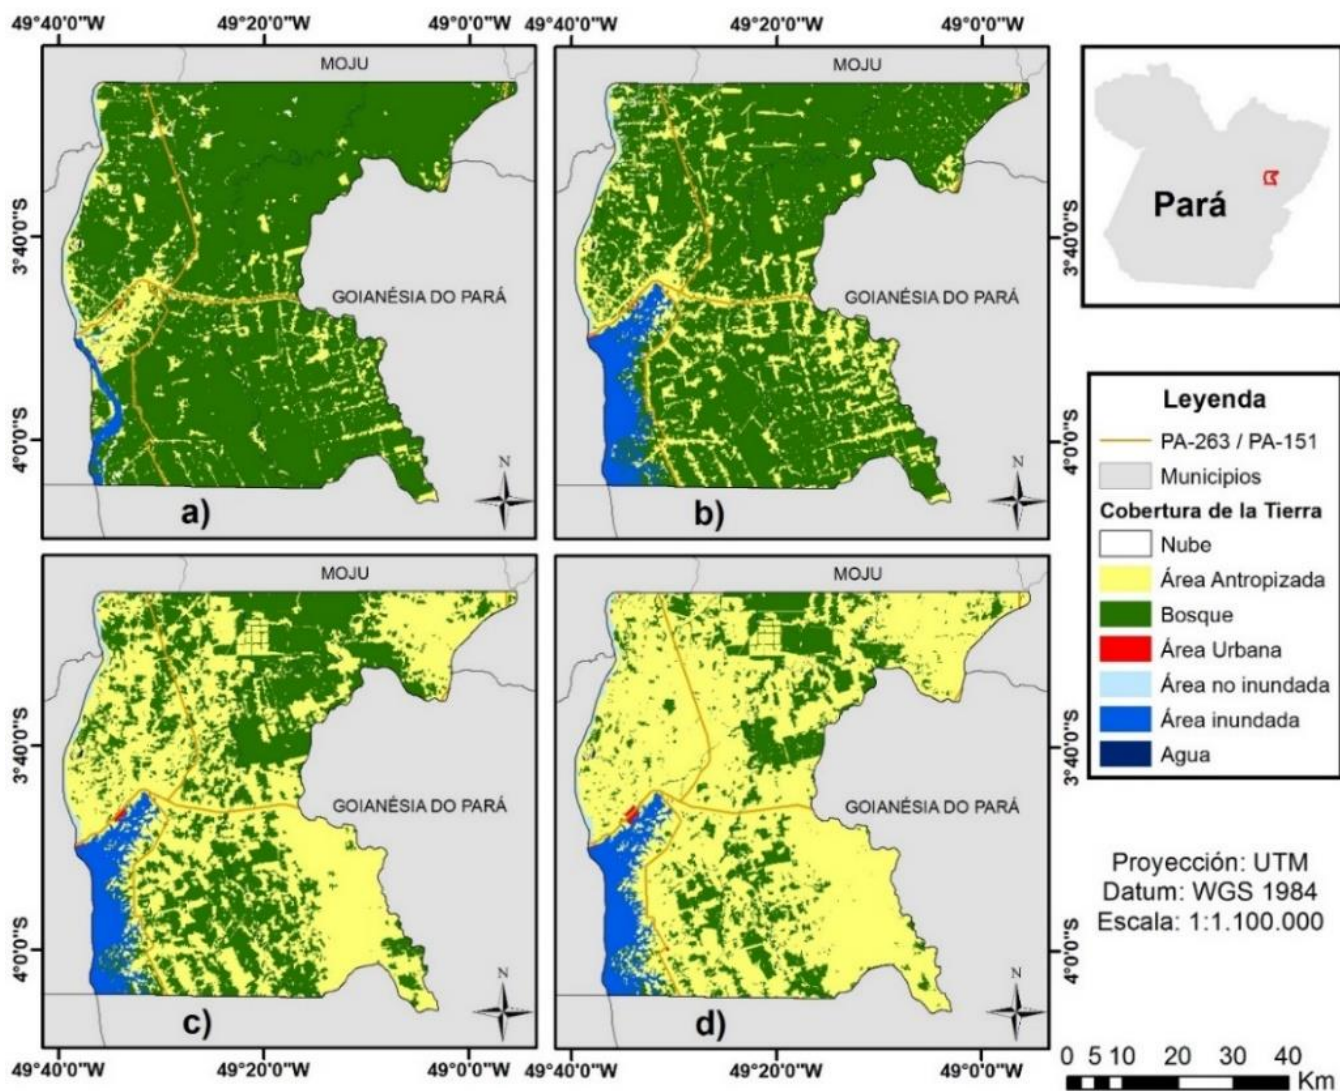 49°40'0"W 49°20'0"W 49°0'0"W 49°40'0"W 49°20'0"W 49°0'0"W
MOJU
3°40'0"S
GOIANÉSIA DO PARÁ
4°0'0"S
N
a)
MOJU
GOIANÉSIA DO PARÁ
N
b)
3°40'0"S
4°0'0"S
Pará
MOJU
3°40'0"S
GOIANÉSIA DO PARÁ
4°0'0"S
N
c)
MOJU
GOIANÉSIA DO PARÁ
N
d)
3°40'0"S
4°0'0"S
49°40'0"W 49°20'0"W 49°0'0"W 49°40'0"W 49°20'0"W 49°0'0"W
Leyenda
PA-263 / PA-151
Municipios
Cobertura de la Tierra
Nube
Área Antropizada
Bosque
Área Urbana
Área no inundada
Área inundada
Agua
Proyección: UTM
Datum: WGS 1984
Escala: 1:1.100.000
0 5 10 20 30 40
Km